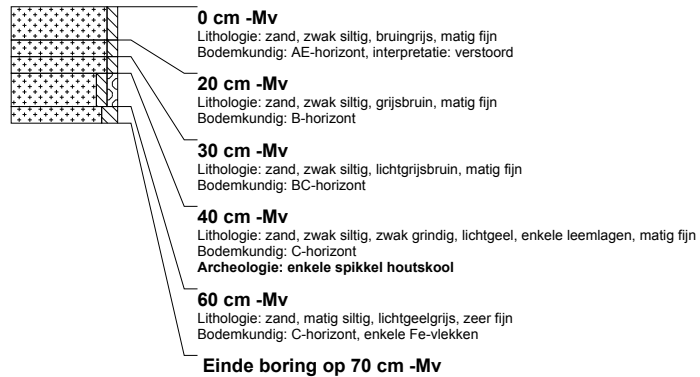 0 cm -Mv
Lithologie: zand, zwak siltig, bruingrijs, matig fijn
Bodemkundig: AE-horizont, interpretatie: verstoord
20 cm -Mv
Lithologie: zand, zwak siltig, grijsbruin, matig fijn
Bodemkundig: B-horizont
30 cm -Mv
Lithologie: zand, zwak siltig, lichtgrijsbruin, matig fijn
Bodemkundig: BC-horizont
40 cm -Mv
Lithologie: zand, zwak siltig, zwak grindig, lichtgeel, enkele leemlagen, matig fijn
Bodemkundig: C-horizont
Archeologie: enkele spikkel houtskool
60 cm -Mv
Lithologie: zand, matig siltig, lichtgeelgrijs, zeer fijn
Bodemkundig: C-horizont, enkele Fe-vlekken
Einde boring op 70 cm -Mv